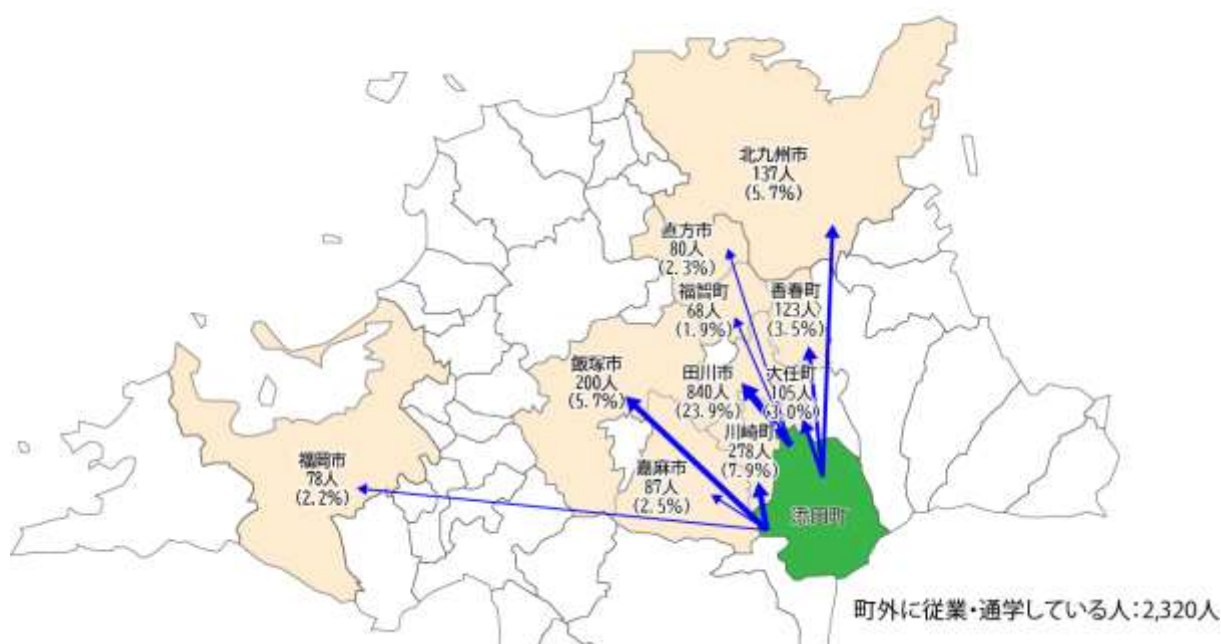 北九州市
137人
(5.7%)
直方市
80人
(2.3%)
福智町
68人
(1.9%)
香春町
123人
(3.5%)
飯塚市
200人
(5.7%)
田川市
840人
(23.9%)
大任町
105人
(3.0%)
川崎町
278人
(7.9%)
嘉麻市
87人
(2.5%)
福岡市
78人
(2.2%)
添田町
町外に従業・通学している人：2,320人